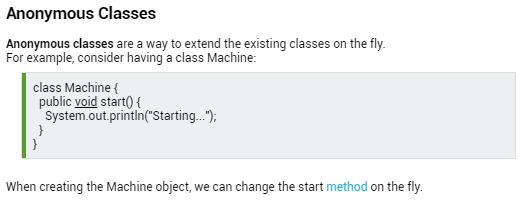 Anonymous Classes
Anonymous classes are a way to extend the existing classes on the fly.
For example, consider having a class Machine:
class Machine {
public void start() {
System.out.println("Starting...");
}
}
When creating the Machine object, we can change the start method on the fly.